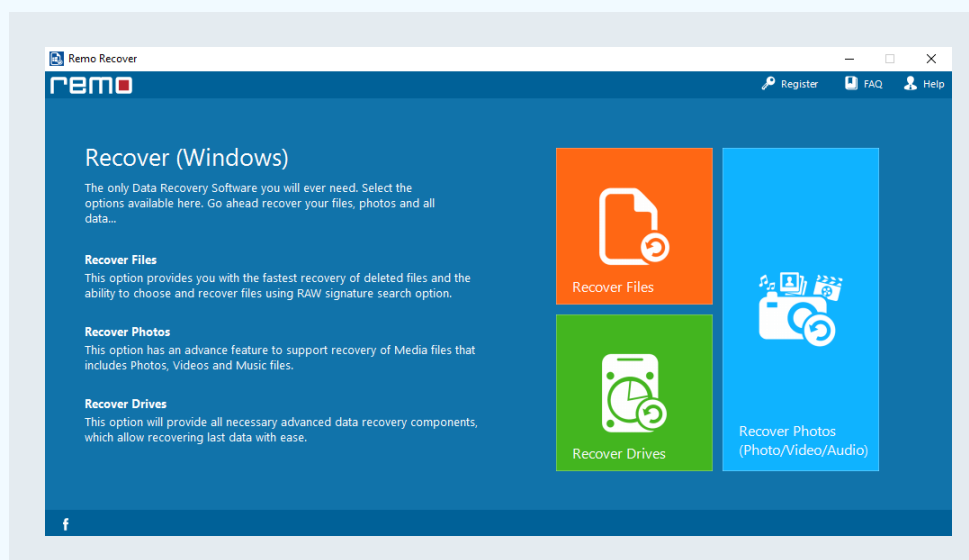 Remo Recover
remo
Register
FAQ
Help
Recover (Windows)
The only Data Recovery Software you will ever need. Select the
options available here. Go ahead recover your files, photos and all
data...
Recover Files
This option provides you with the fastest recovery of deleted files and the
ability to choose and recover files using RAW signature search option.
Recover Photos
This option has an advance feature to support recovery of Media files that
includes Photos, Videos and Music files.
Recover Drives
This option will provide all necessary advanced data recovery components,
which allow recovering last data with ease.
Recover Files
Recover Drives
Recover Photos
(Photo/Video/Audio)
f